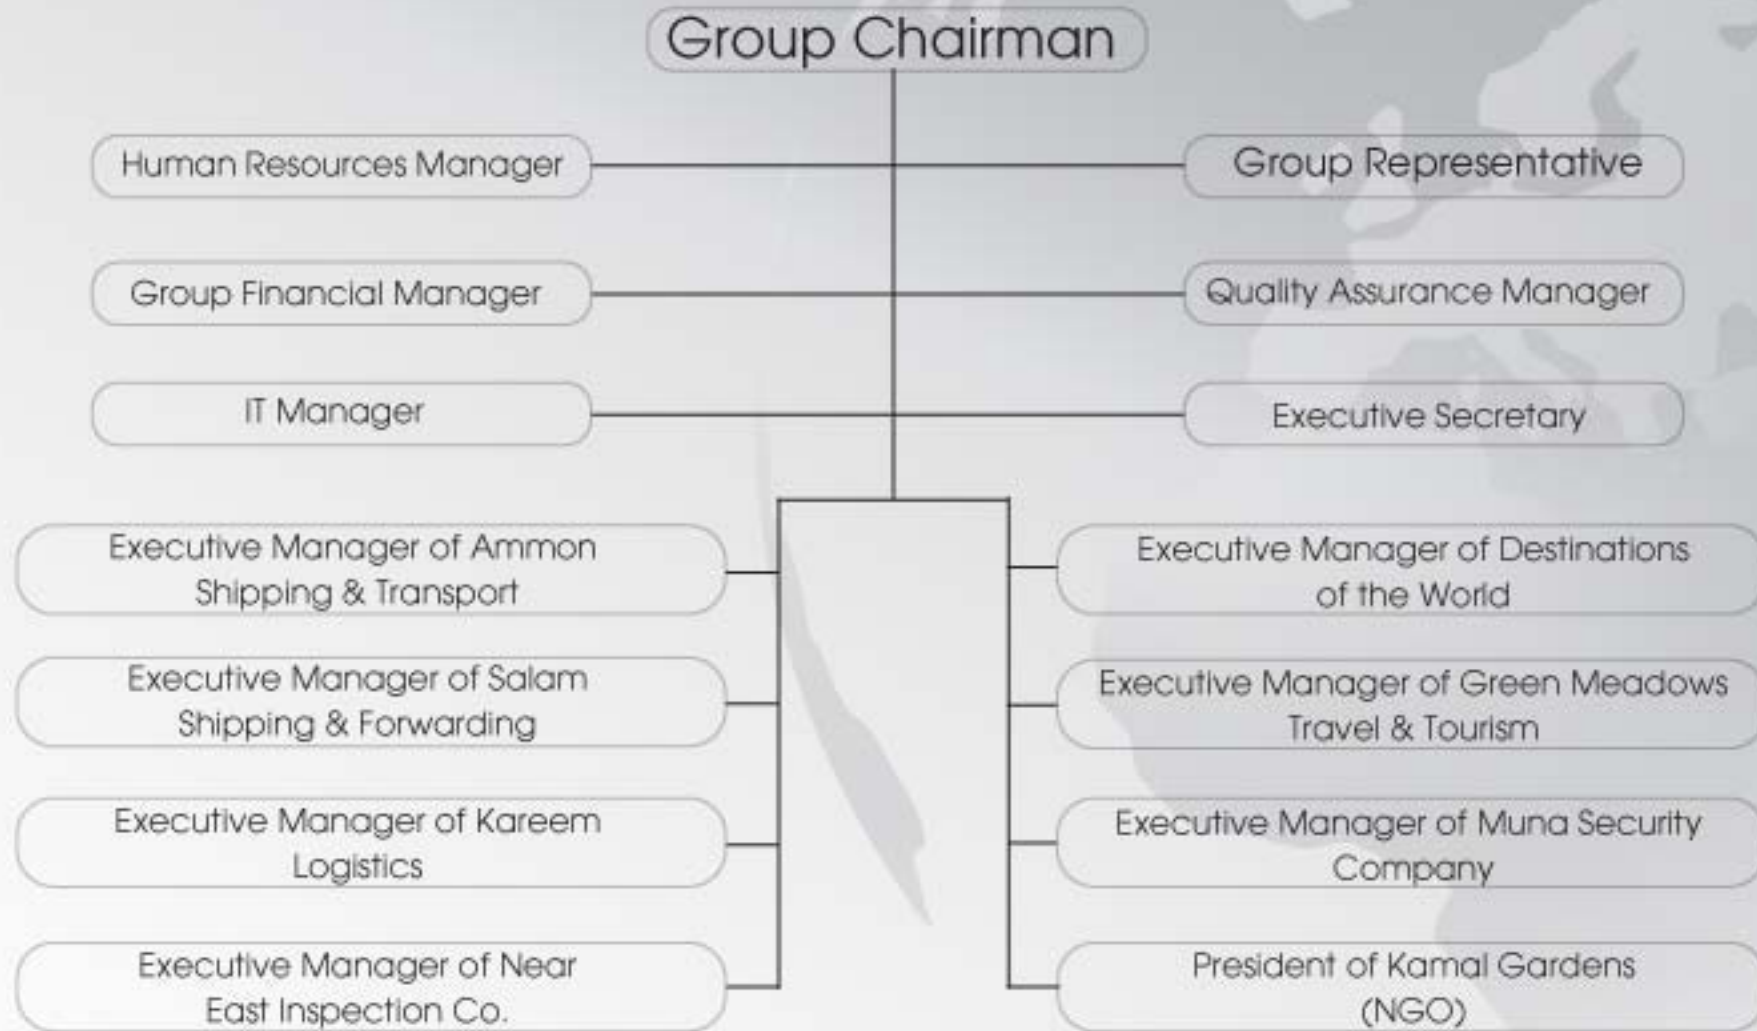 Group Chairman
Human Resources Manager
Group Representative
Group Financial Manager
Quality Assurance Manager
IT Manager
Executive Secretary
Executive Manager of Ammon
Shipping & Transport
Executive Manager of Destinations
of the World
Executive Manager of Salam
Shipping & Forwarding
Executive Manager of Green Meadows
Travel & Tourism
Executive Manager of Kareem
Logistics
Executive Manager of Muna Security
Company
Executive Manager of Near
East Inspection Co.
President of Kamal Gardens
(NGO)